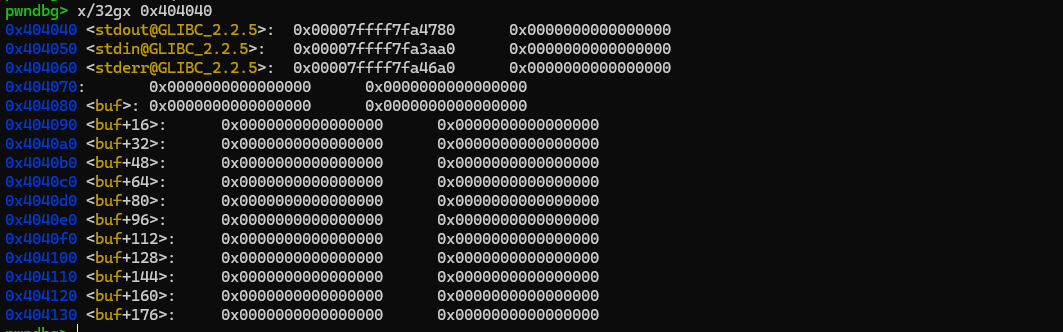 pwndbg> x/32gx 0x404040
0x404040 <stdout@GLIBC_2.2.5>: 0x00007ffff7fa4780 0x0000000000000000
0x404050 <stdin@GLIBC_2.2.5>: 0x00007ffff7fa3aa0 0x0000000000000000
0x404060 <stderr@GLIBC_2.2.5>: 0x00007ffff7fa46a0 0x0000000000000000
0x404070: 0x0000000000000000 0x0000000000000000
0x404080 <buf>: 0x0000000000000000 0x0000000000000000
0x404090 <buf+16>: 0x0000000000000000 0x0000000000000000
0x4040a0 <buf+32>: 0x0000000000000000 0x0000000000000000
0x4040b0 <buf+48>: 0x0000000000000000 0x0000000000000000
0x4040c0 <buf+64>: 0x0000000000000000 0x0000000000000000
0x4040d0 <buf+80>: 0x0000000000000000 0x0000000000000000
0x4040e0 <buf+96>: 0x0000000000000000 0x0000000000000000
0x4040f0 <buf+112>: 0x0000000000000000 0x0000000000000000
0x404100 <buf+128>: 0x0000000000000000 0x0000000000000000
0x404110 <buf+144>: 0x0000000000000000 0x0000000000000000
0x404120 <buf+160>: 0x0000000000000000 0x0000000000000000
0x404130 <buf+176>: 0x0000000000000000 0x0000000000000000
pwndbg>